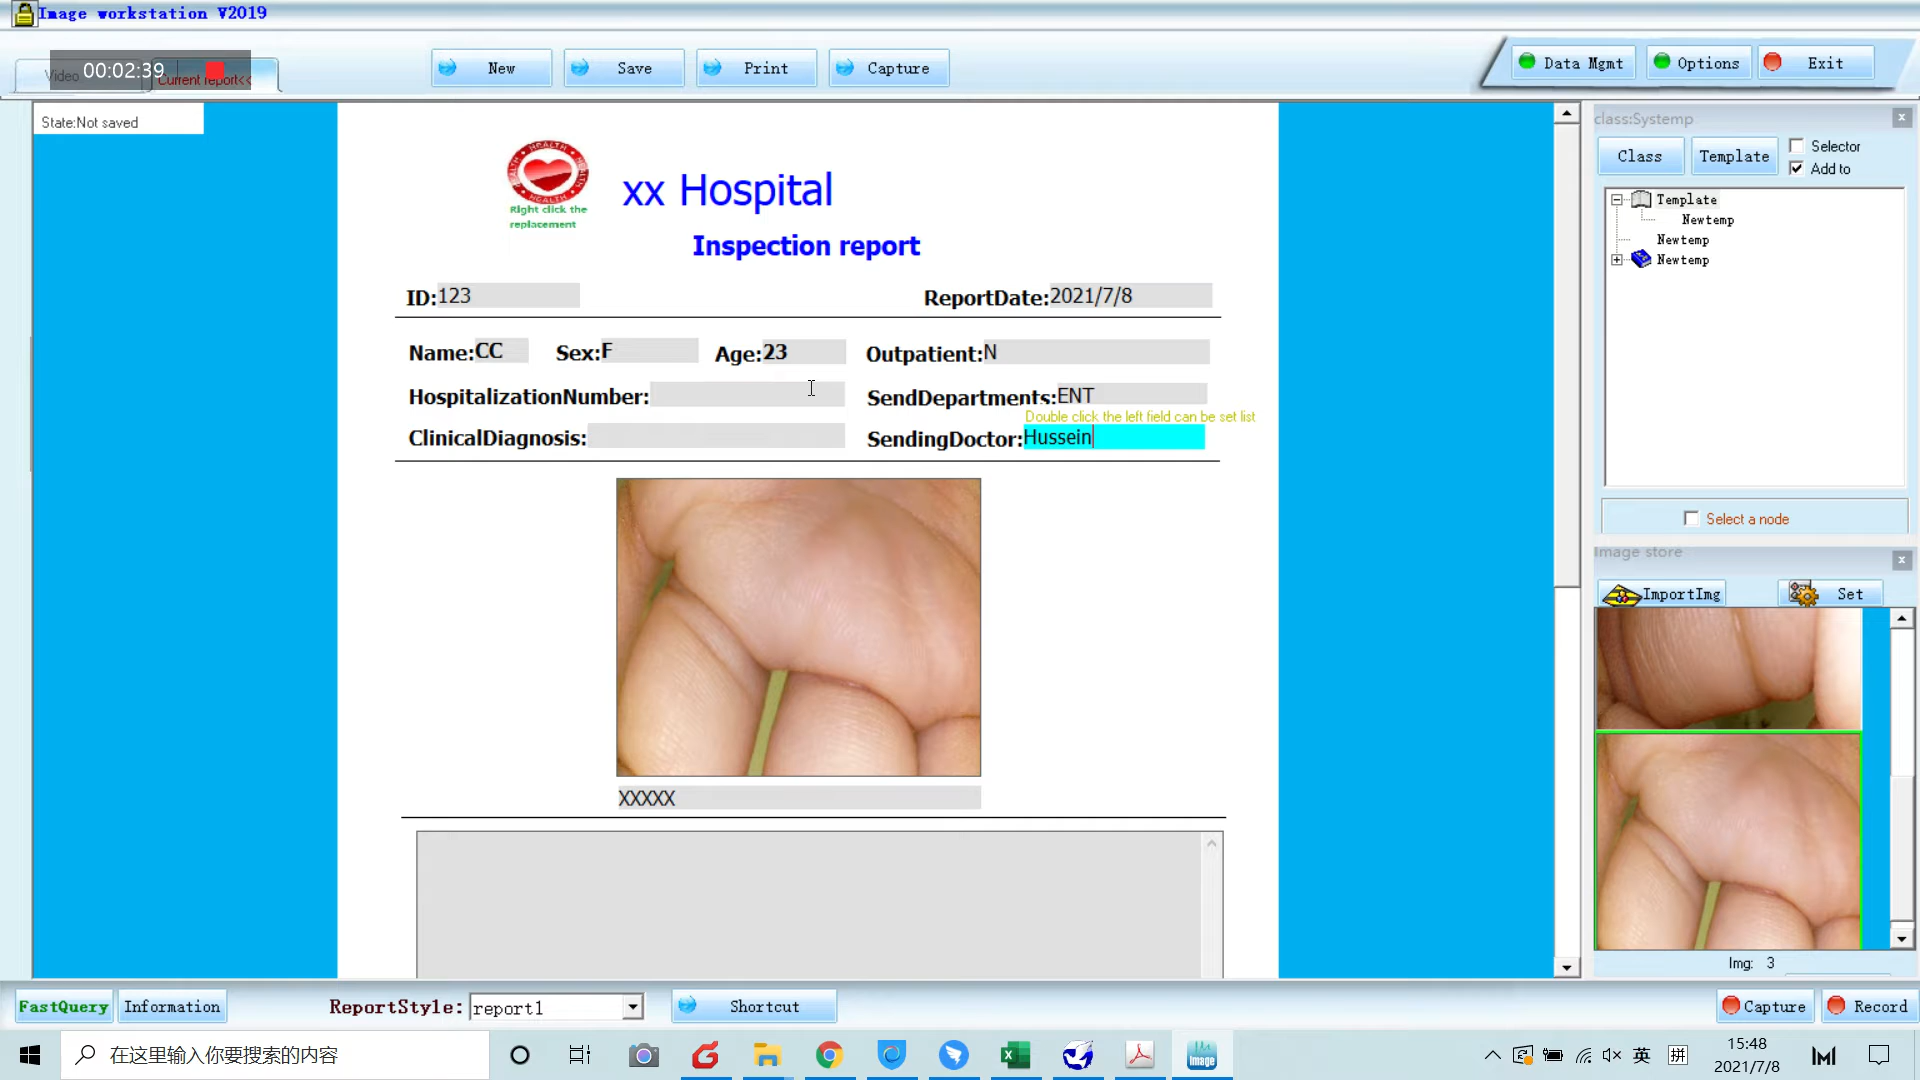 Image workstation V2019
Video
00:02:39
Current report<<
New
Save
Print
Capture
Data Mgmt
Options
Exit
State:Not saved
HEALTH HEALTH HEALTH
Right click the
replacement
xx Hospital
Inspection report
ID:123
ReportDate:2021/7/8
Name:CC Sex:F Age:23 Outpatient:N
HospitalizationNumber:
SendDepartments:ENT
Double click the left field can be set list
ClinicalDiagnosis:
SendingDoctor:Hussein
XXXXX
class:Systemp
Class
Template
Selector
Add to
Template
Newtemp
Newtemp
Newtemp
Select a node
Image store
ImportImg
Set
Img: 3
FastQuery
Information
ReportStyle: report1
Shortcut
Capture
Record
在这里输入你要搜索的内容
Image
英
拼
15:48
2021/7/8